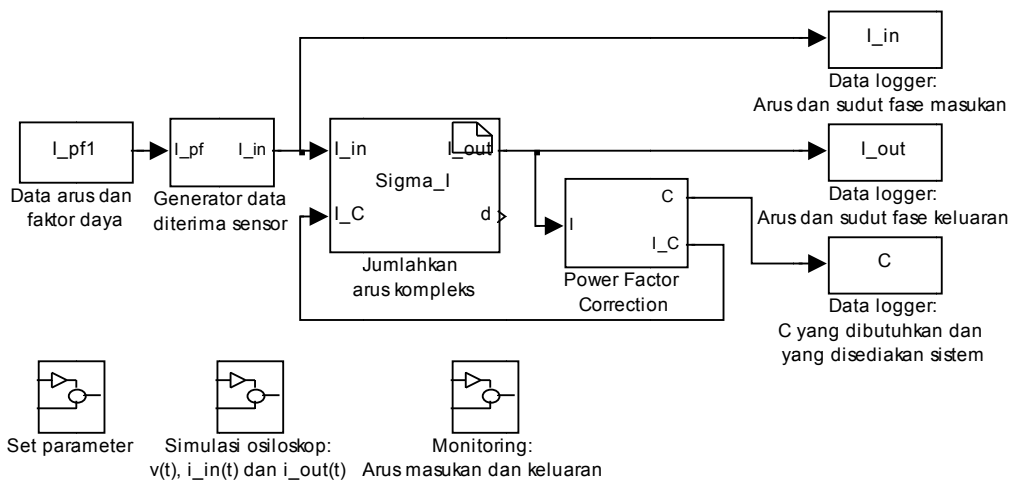 I_in
Data logger:
Arus dan sudut fase masukan
I_pf1
Data arus dan
faktor daya
I_pf
I_in
Generator data
diterima sensor
I_in
I_out
Sigma_I
I_C
d
Jumlahkan
arus kompleks
I_out
Data logger:
Arus dan sudut fase keluaran
I
C
I_C
Power Factor
Correction
C
Data logger:
C yang dibutuhkan dan
yang disediakan sistem
Set parameter
Simulasi osiloskop:
v(t), i_in(t) dan i_out(t)
Monitoring:
Arus masukan dan keluaran